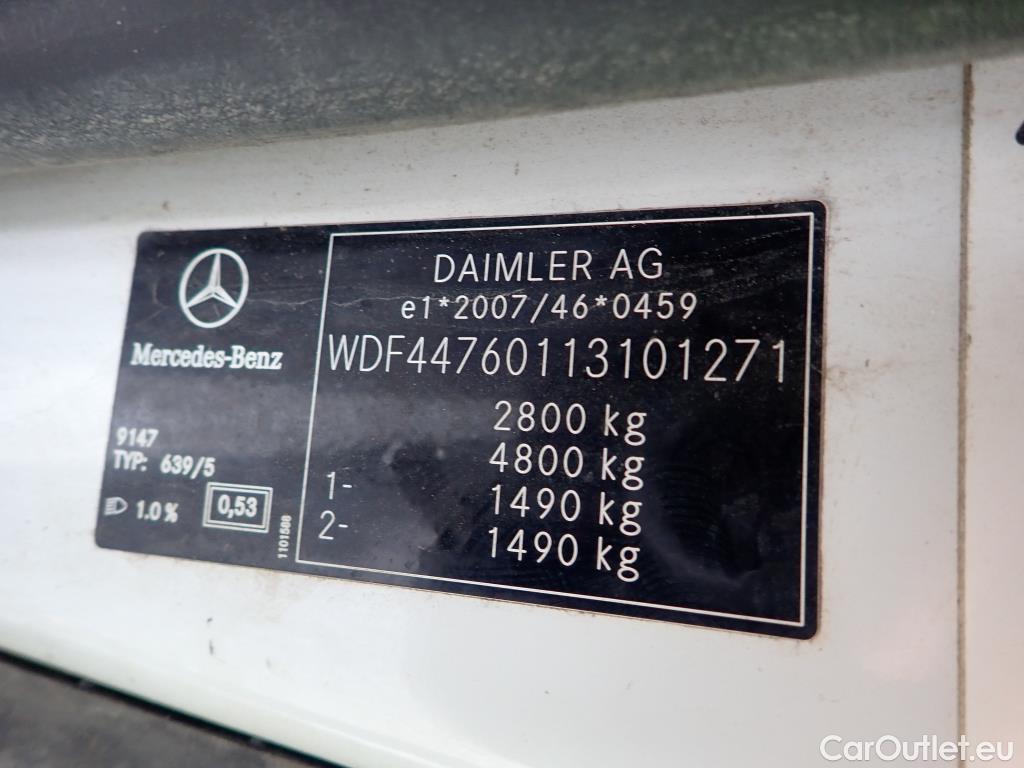 Mercedes-Benz
9147
TYP: 639/5
1.0 %
0,53
1101588
DAIMLER AG
e1*2007/46*0459
WDF44760113101271
2800 kg
4800 kg
1- 1490 kg
2- 1490 kg
CarOutlet.eu